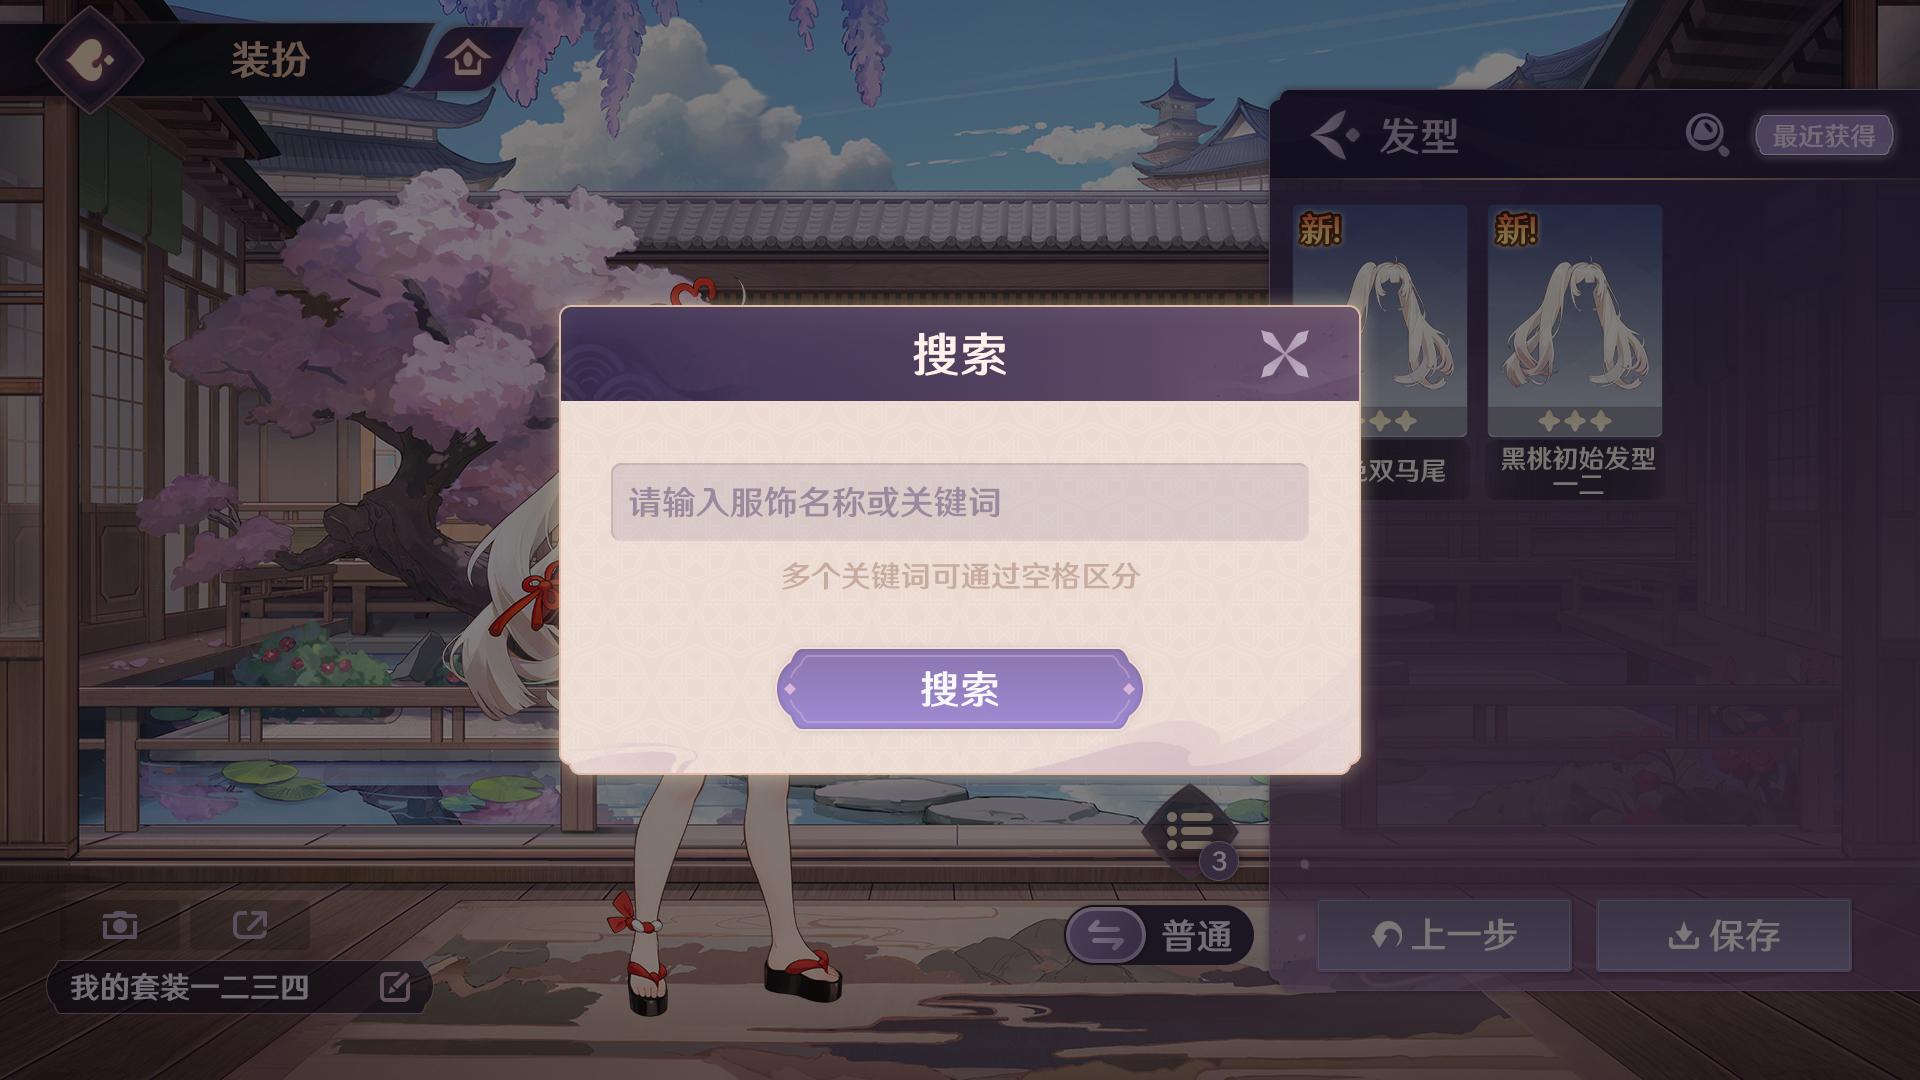 装扮
发型
最近获得
新!
新!
双马尾
黑桃初始发型
一二
搜索
请输入服饰名称或关键词
多个关键词可通过空格区分
搜索
3
普通
上一步
保存
我的套装一二三四